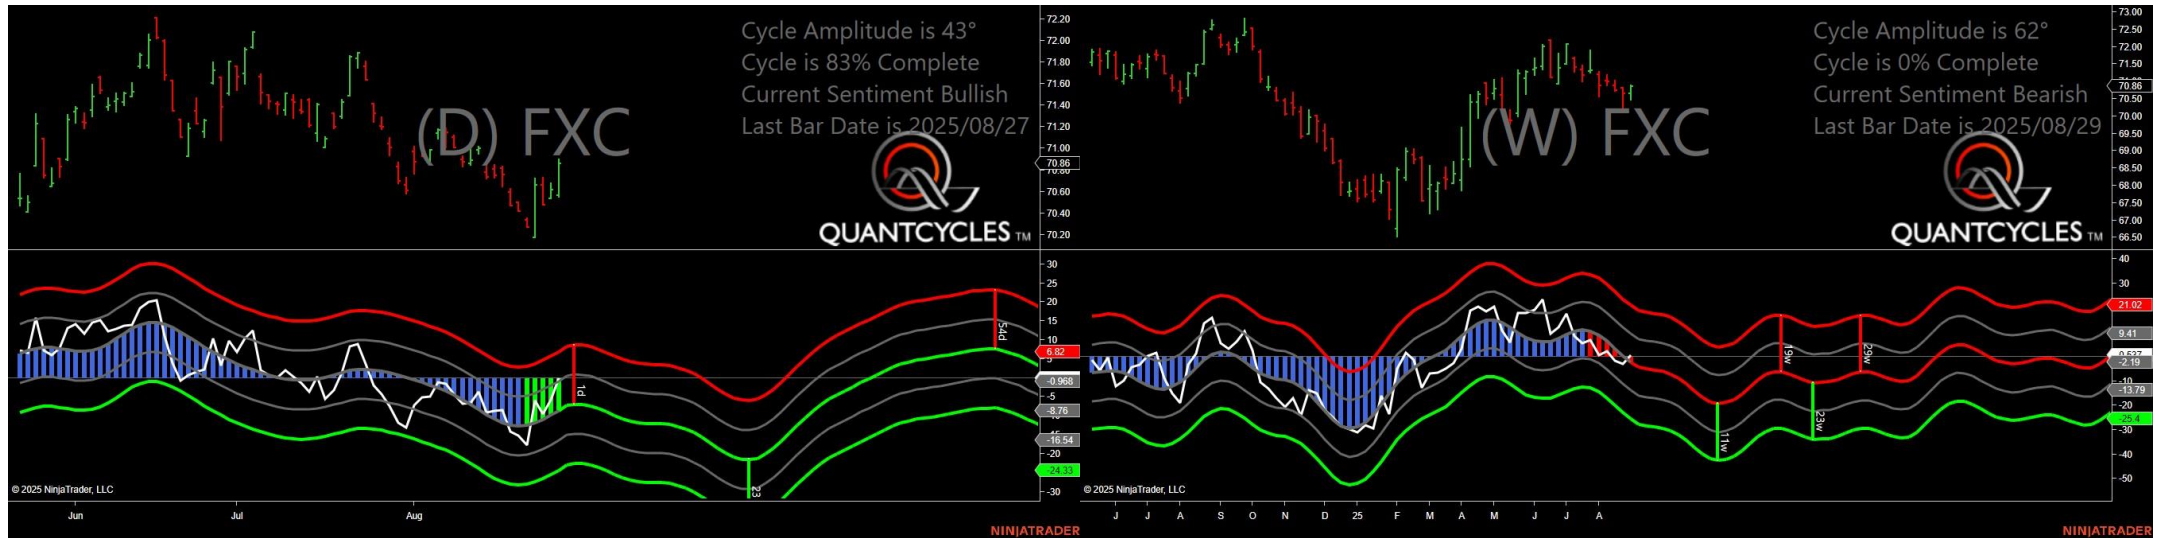 Cycle Amplitude is 43°
Cycle is 83% Complete
Current Sentiment Bullish
Last Bar Date is 2025/08/27
(D) FXC
QUANTCYCLES TM
72.20
72.00
71.80
71.60
71.40
71.20
71.00
70.86
70.80
70.60
70.40
70.20
30
25
20
15
10
5
6.82
-0.968
-5
-8.76
-16.54
-20
-24.33
-30
1d
23
54d
© 2025 NinjaTrader, LLC
Jun
Jul
Aug
NINJATRADER
Cycle Amplitude is 62°
Cycle is 0% Complete
Current Sentiment Bearish
Last Bar Date is 2025/08/29
(W) FXC
QUANTCYCLES TM
73.00
72.50
72.00
71.50
70.86
70.50
70.00
69.50
69.00
68.50
68.00
67.50
67.00
66.50
40
30
21.02
9.41
0.527
-2.19
-10
-13.79
-20
-25.4
-30
-40
-50
11w
19w
23w
29w
© 2025 NinjaTrader, LLC
J J A S O N D 25 F M A M J J A
NINJATRADER